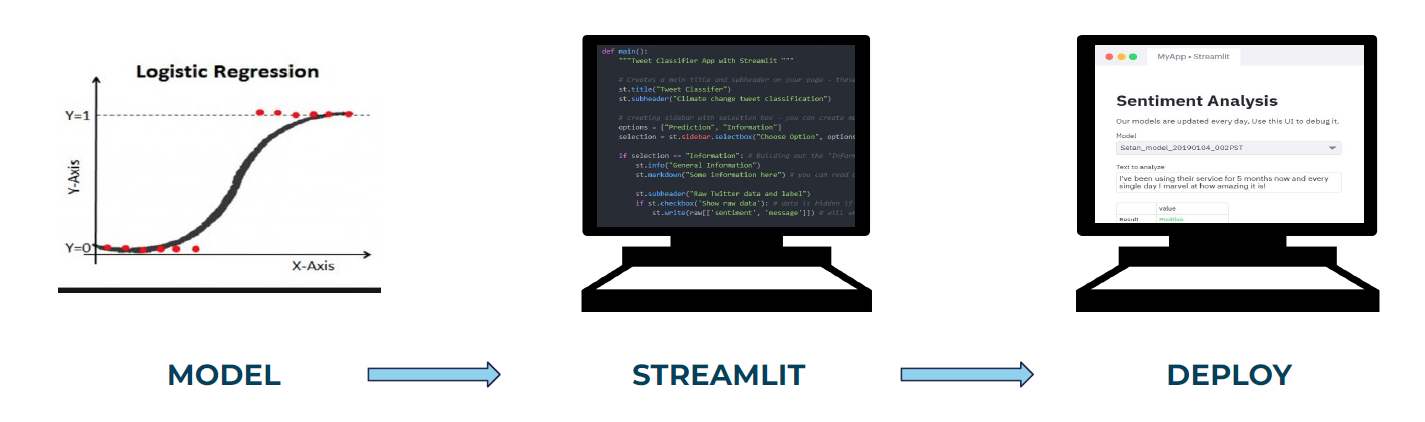 Logistic Regression
Y=1
Y-Axis
Y=0
X-Axis
def main():
"""Tweet Classifier App with Streamlit """
# Creates a main title and subheader on your page - these
st.title("Tweet Classifer")
st.subheader("Climate change tweet classification")
# creating sidebar with selection box - you can create
options = ["Prediction", "Information"]
selection = st.sidebar.selectbox("Choose Option", options
if selection == "Information": # Building out the
st.info("General Information")
st.markdown("Some information here") # you can read
st.subheader("Raw Twitter data and label")
if st.checkbox('Show raw data'): # data is hidden if
st.write(raw[['sentiment', 'message']]) # will
MyApp • Streamlit
Sentiment Analysis
Our models are updated every day. Use this UI to debug it.
Model
Setan_model_20190104_002PST
Text to analyze
I've been using their service for 5 months now and every
single day I marvel at how amazing it is!
value
Result
MODEL
STREAMLIT
DEPLOY